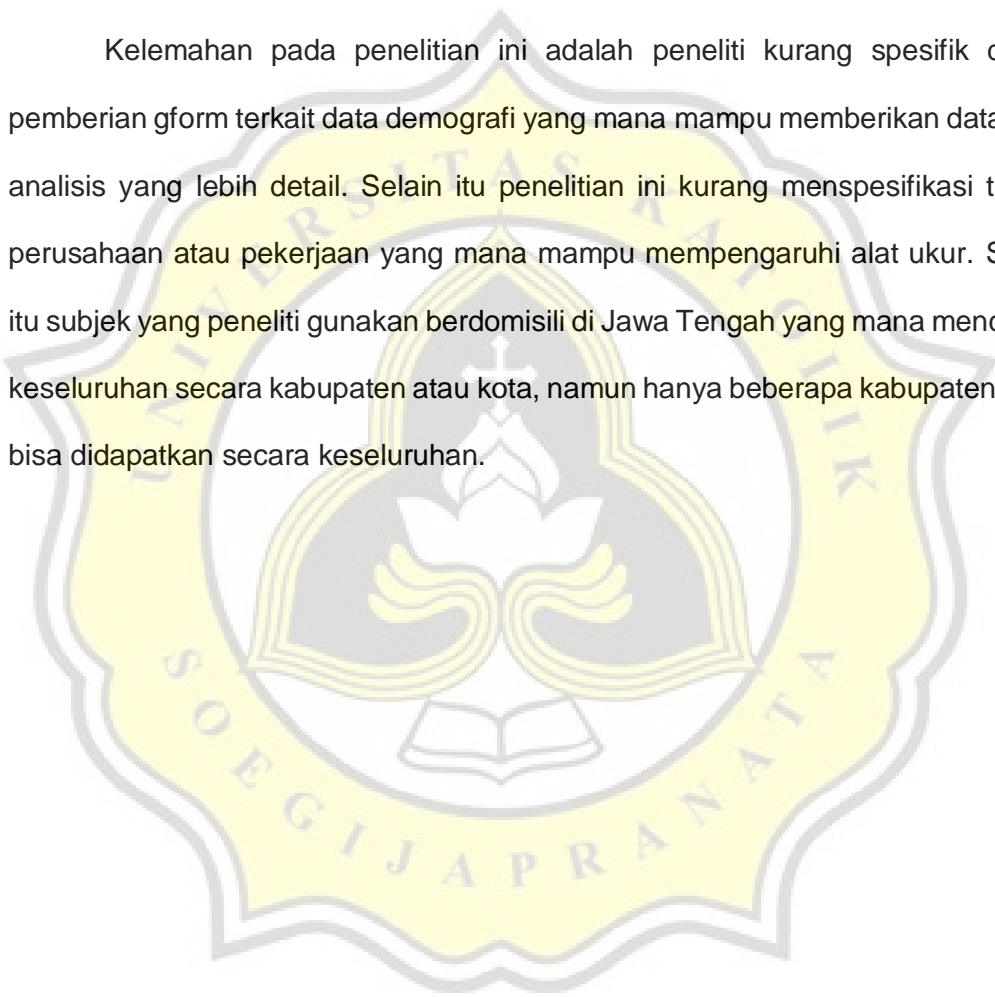 Kelemahan pada penelitian ini adalah peneliti kurang spesifik
pemberian gform terkait data demografi yang mana mampu memberikan data
analisis yang lebih detail. Selain itu penelitian ini kurang menspesifikasi
perusahaan atau pekerjaan yang mana mampu mempengaruhi alat ukur.
itu subjek yang peneliti gunakan berdomisili di Jawa Tengah yang mana
keseluruhan secara kabupaten atau kota, namun hanya beberapa kabupaten
bisa didapatkan secara keseluruhan.
UNIVERSITAS KATOLIK
SOEGIJAPRANATA